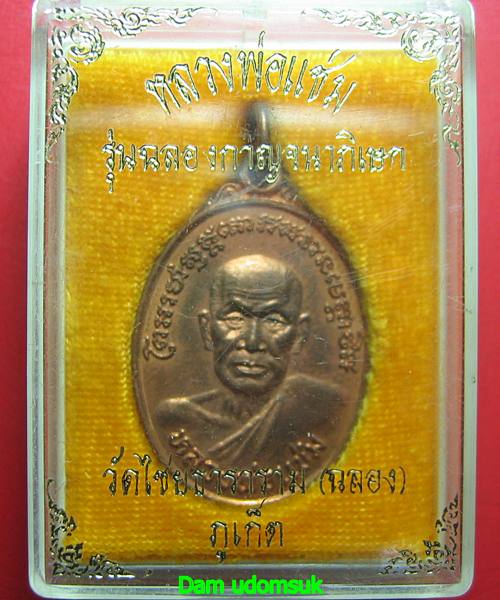 หลวงพ่อแช่ม
รุ่นฉลองกาญจนาภิเษก
วัดไชยธาราราม (ฉลอง)
ภูเก็ต
Dam udomsuk